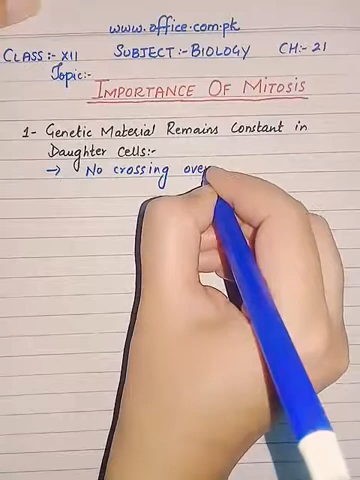 www.office.com.pk
CLASS:- XII SUBJECT:- BIOLOGY CH:- 21
Topic:-
IMPORTANCE OF MITOSIS
1- Genetic Material Remains Constant in
Daughter Cells:-
→ No crossing over